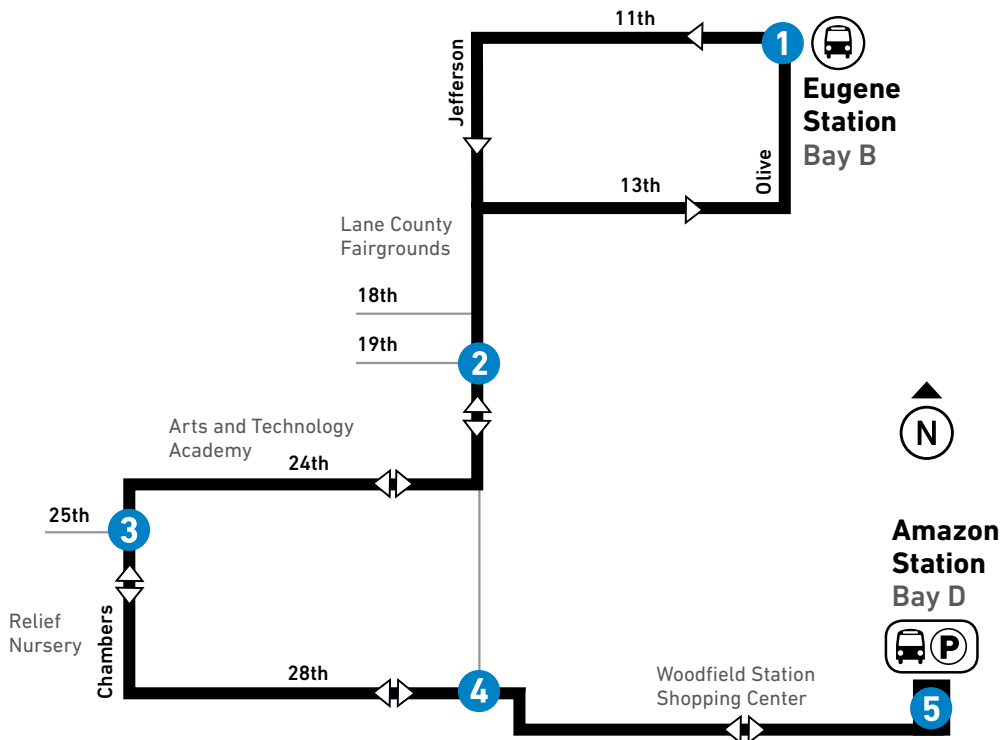 11th
1
Eugene
Station
Bay B
Jefferson
Olive
13th
Lane County
Fairgrounds
18th
19th
2
N
Arts and Technology
Academy
24th
25th
3
Amazon
Station
Bay D
P
Relief
Nursery
Chambers
28th
4
Woodfield Station
Shopping Center
5